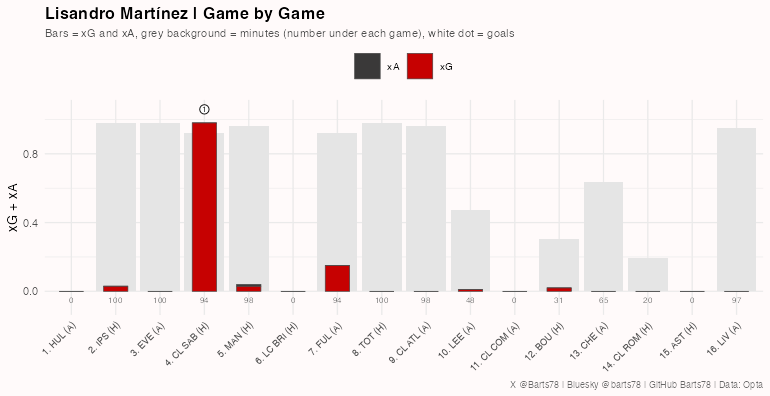 Lisandro Martínez | Game by Game
Bars = xG and xA, grey background = minutes (number under each game), white dot = goals
xA xG
1
0.8
0.4
0.0
xG + xA
0 100 100 94 98 0 94 100 98 48 0 31 65 20 0 97
1. HUL (A)
2. IPS (H)
3. EVE (A)
4. CL SAB (H)
5. MAN (H)
6. LC BRI (H)
7. FUL (A)
8. TOT (H)
9. CL ATL (A)
10. LEE (A)
11. CL COM (A)
12. BOU (H)
13. CHE (A)
14. CL ROM (H)
15. AST (H)
16. LIV (A)
X @Barts78 | Bluesky @barts78 | GitHub Barts78 | Data: Opta